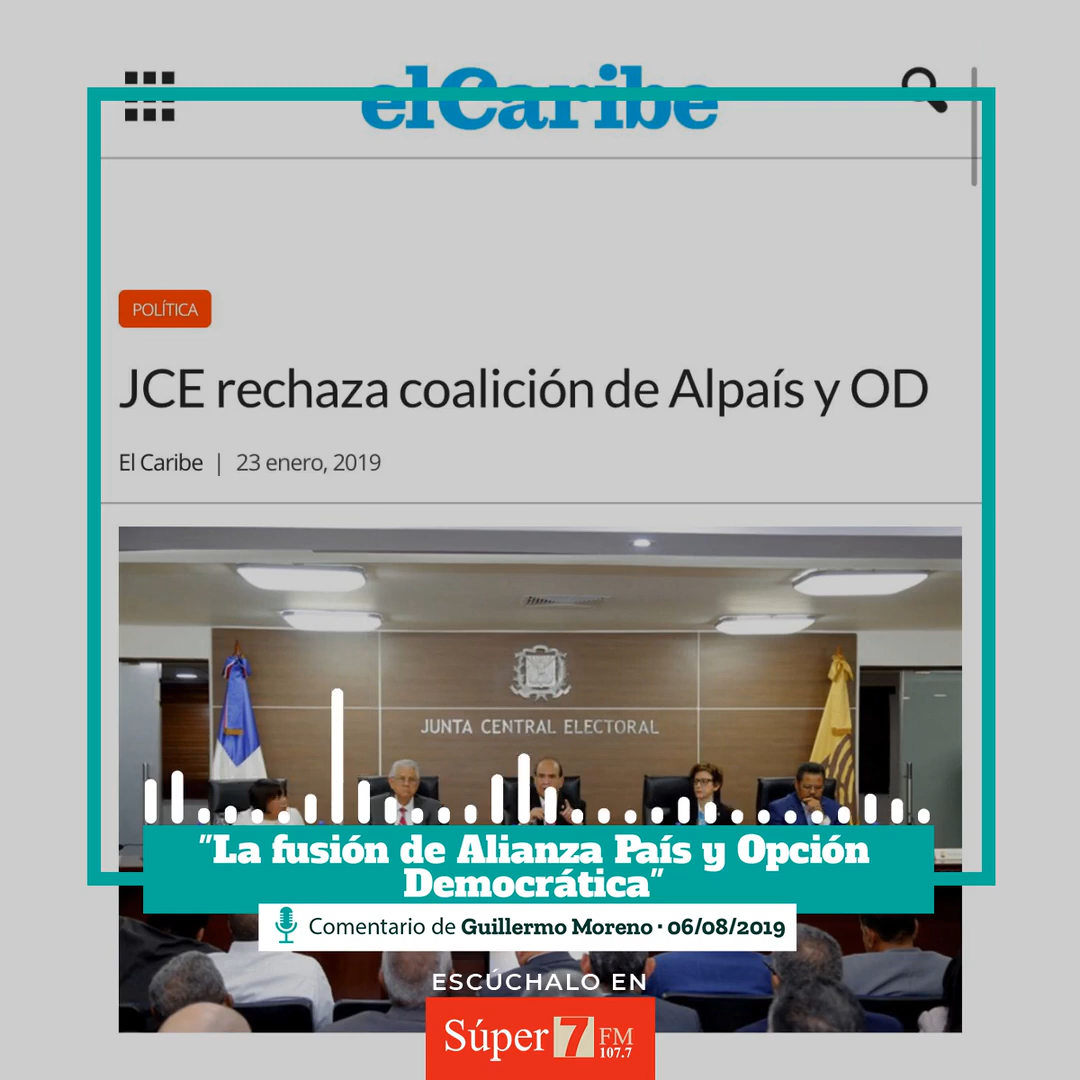 elCaribe
POLÍTICA
JCE rechaza coalición de Alpaís y OD
El Caribe | 23 enero, 2019
JUNTA CENTRAL ELECTORAL
"La fusión de Alianza País y Opción
Democrática"
Comentario de Guillermo Moreno · 06/08/2019
ESCÚCHALO EN
Súper 7 FM
107.7